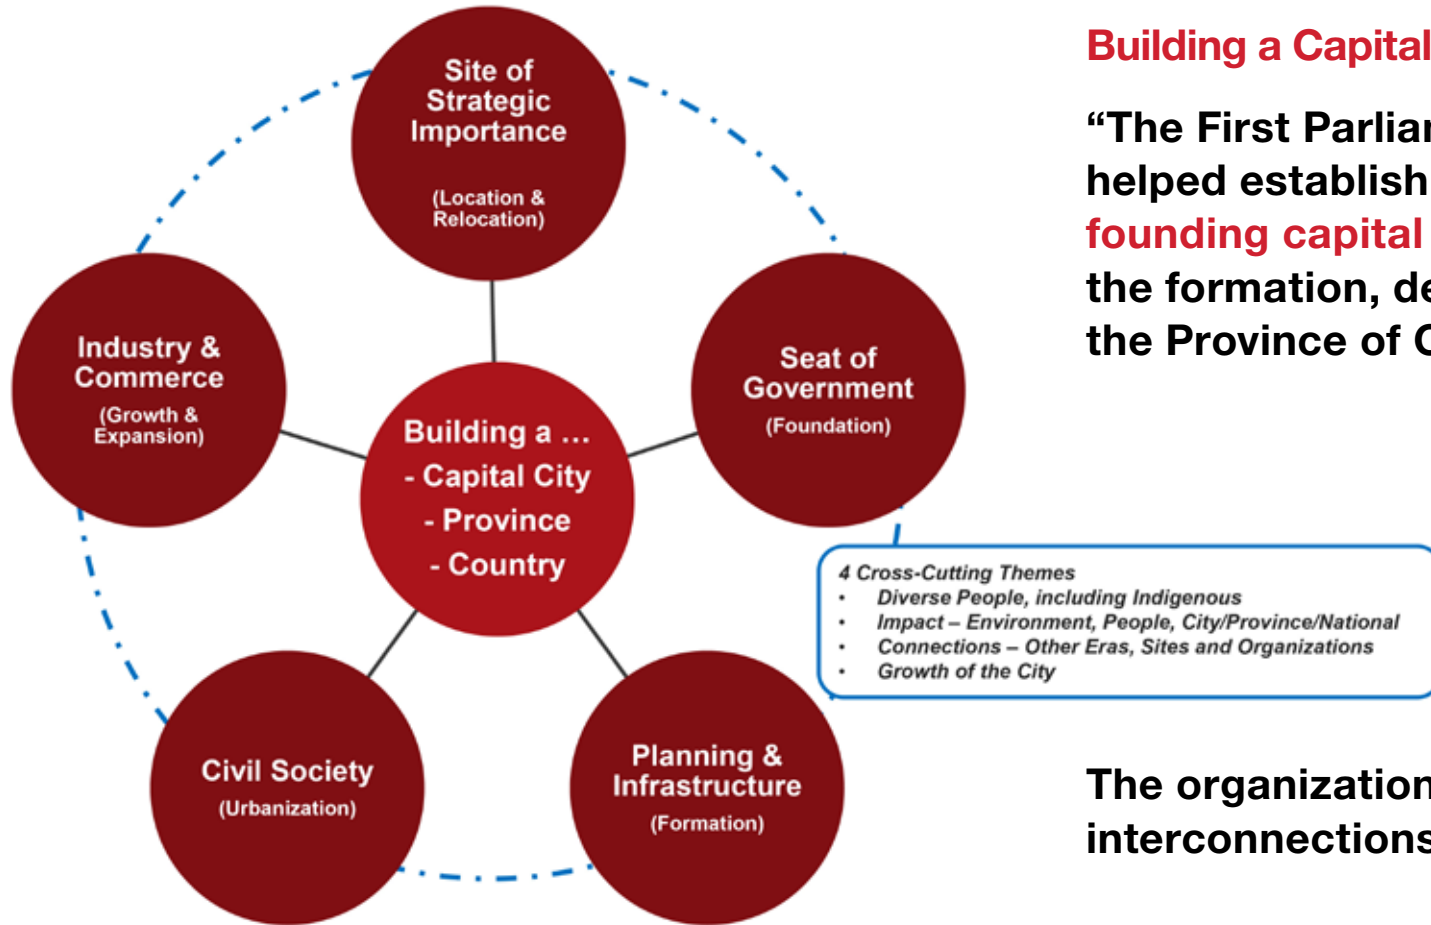 Site of
Strategic
Importance
(Location &
Relocation)
Industry &
Commerce
(Growth &
Expansion)
Seat of
Government
(Foundation)
Building a ...
- Capital City
- Province
- Country
Civil Society
(Urbanization)
Planning &
Infrastructure
(Formation)
4 Cross-Cutting Themes
• Diverse People, including Indigenous
• Impact – Environment, People, City/Province/National
• Connections – Other Eras, Sites and Organizations
• Growth of the City
Building a Capital
“The First
helped establish
founding capital
the formation,
the Province of
The organization
interconnections